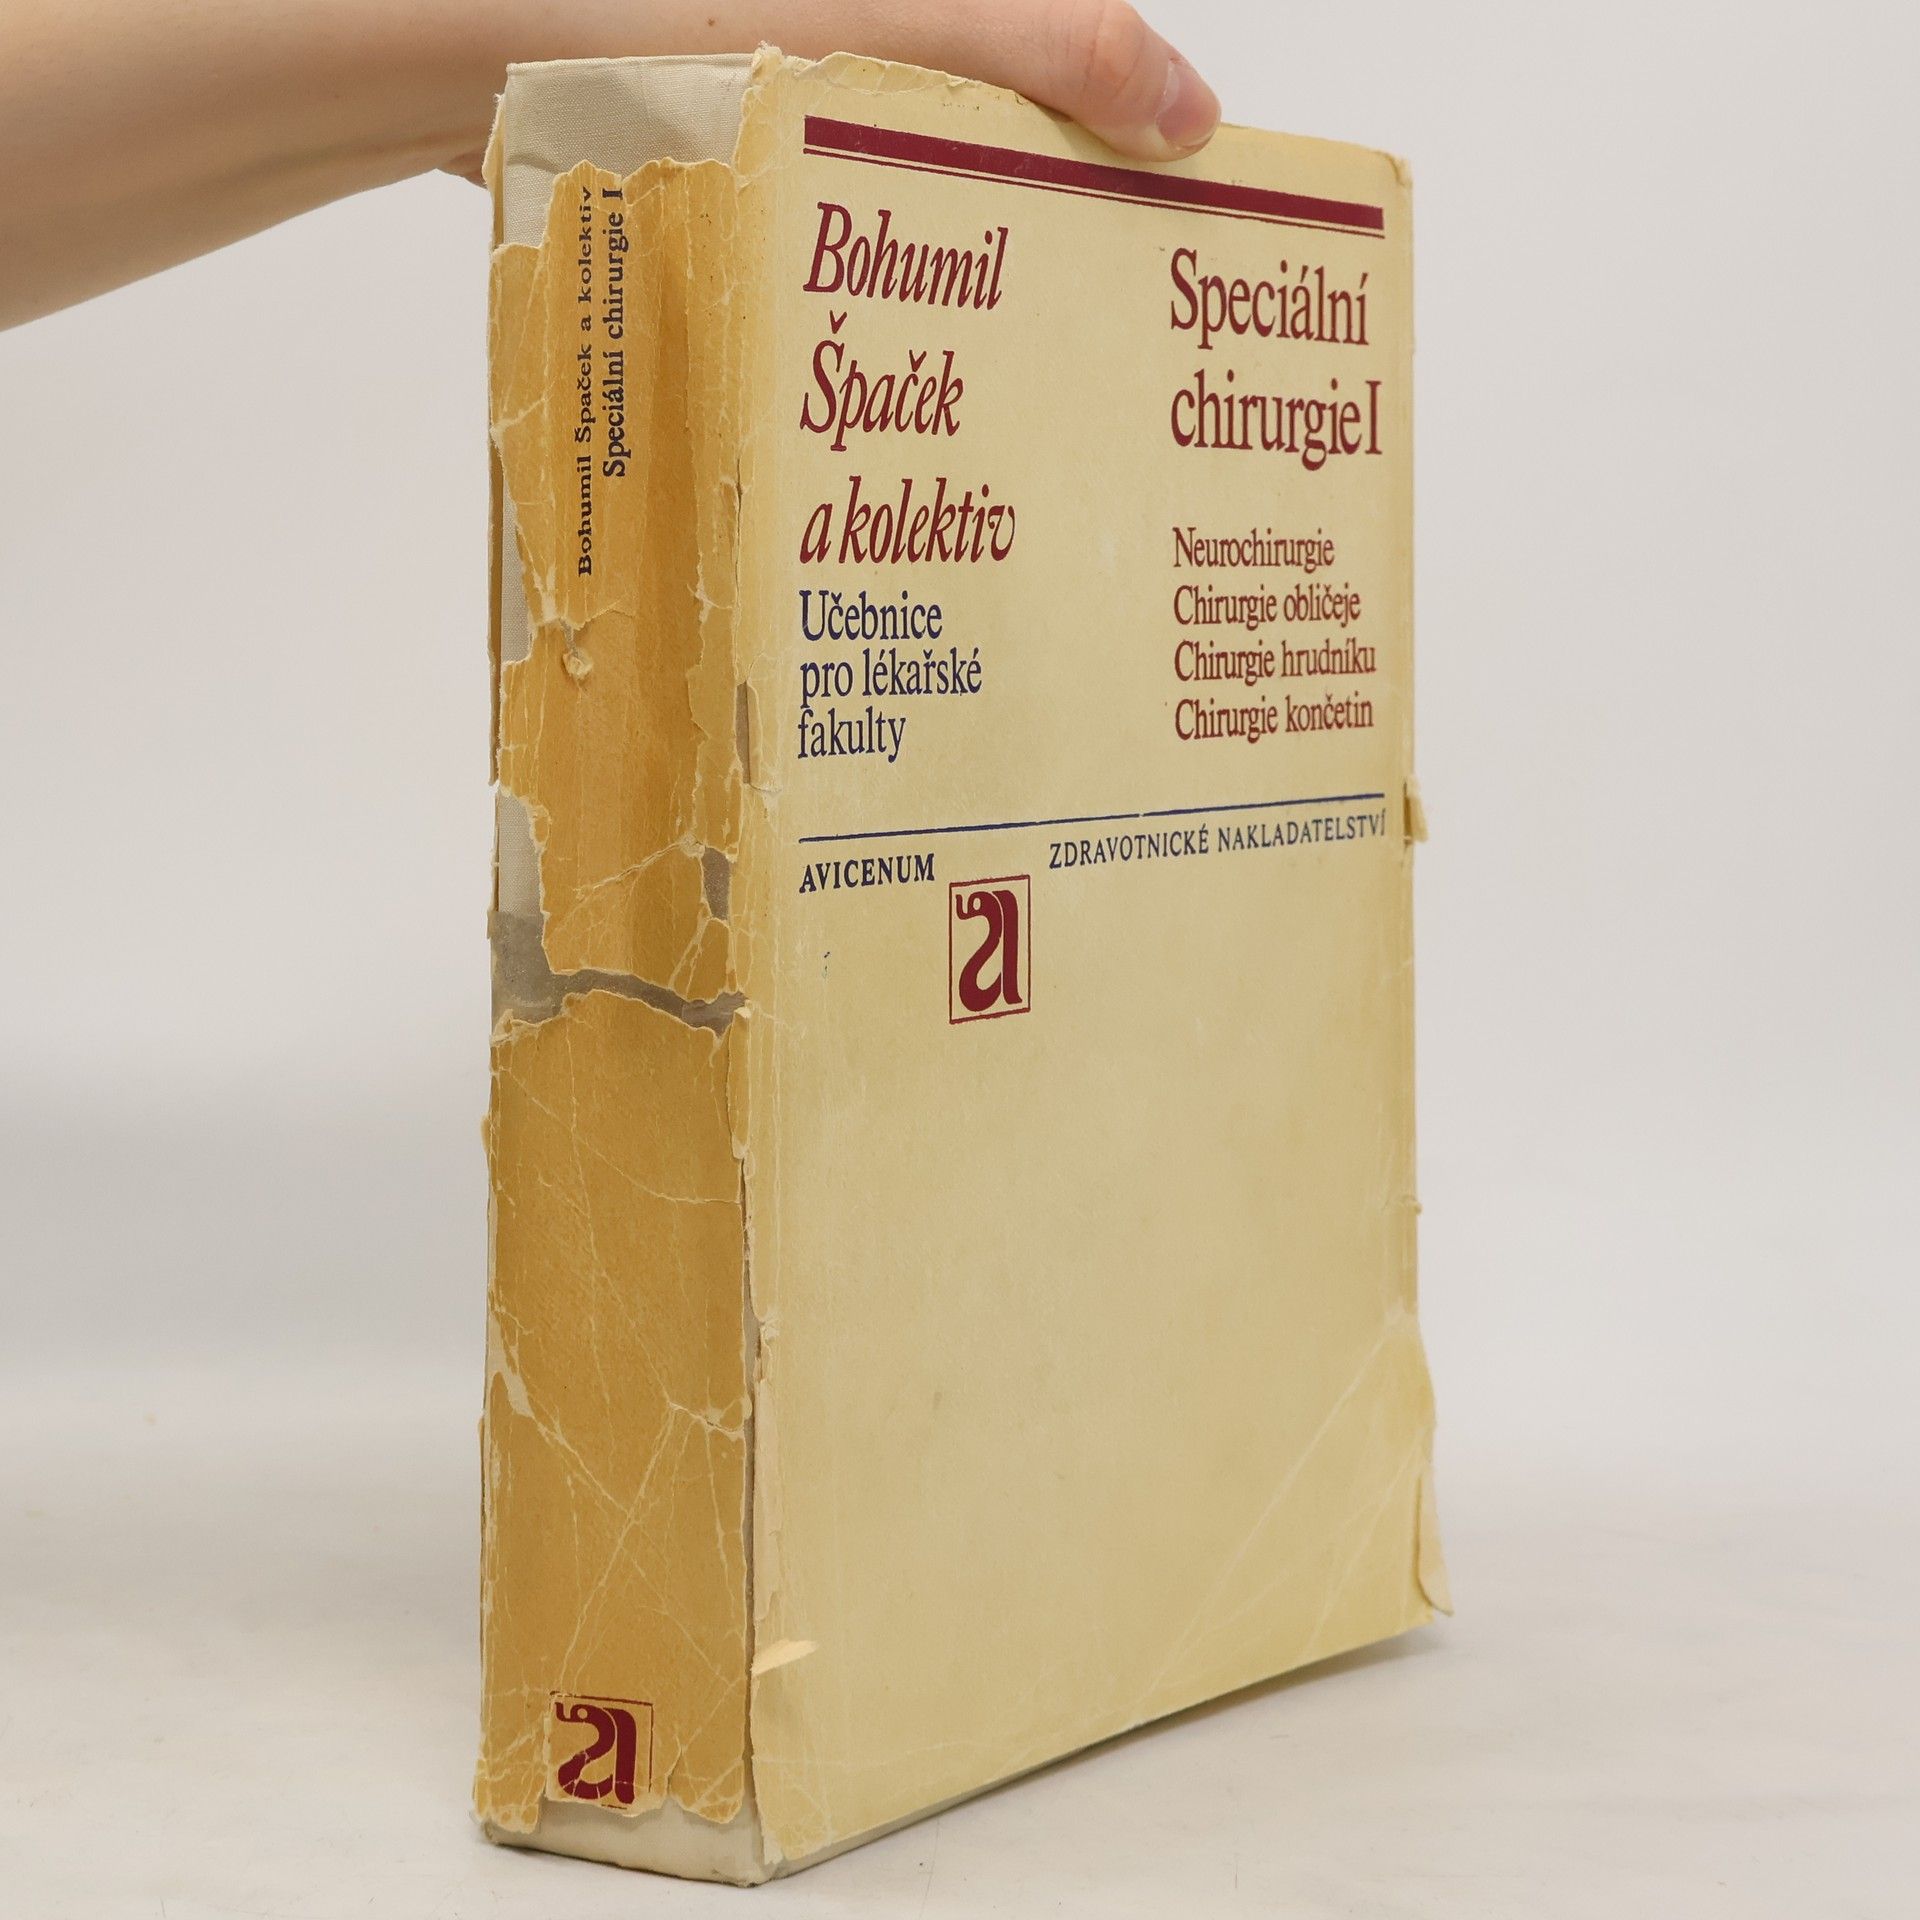 Bohumil Špaček a kolektiv
Speciální chirurgie I
Bohumil
Špaček
a kolektiv
Učebnice
pro lékařské
fakulty
Speciální
chirurgie I
Neurochirurgie
Chirurgie obličeje
Chirurgie hrudníku
Chirurgie končetin
AVICENUM
ZDRAVOTNICKÉ NAKLADATELSTVÍ
a
a